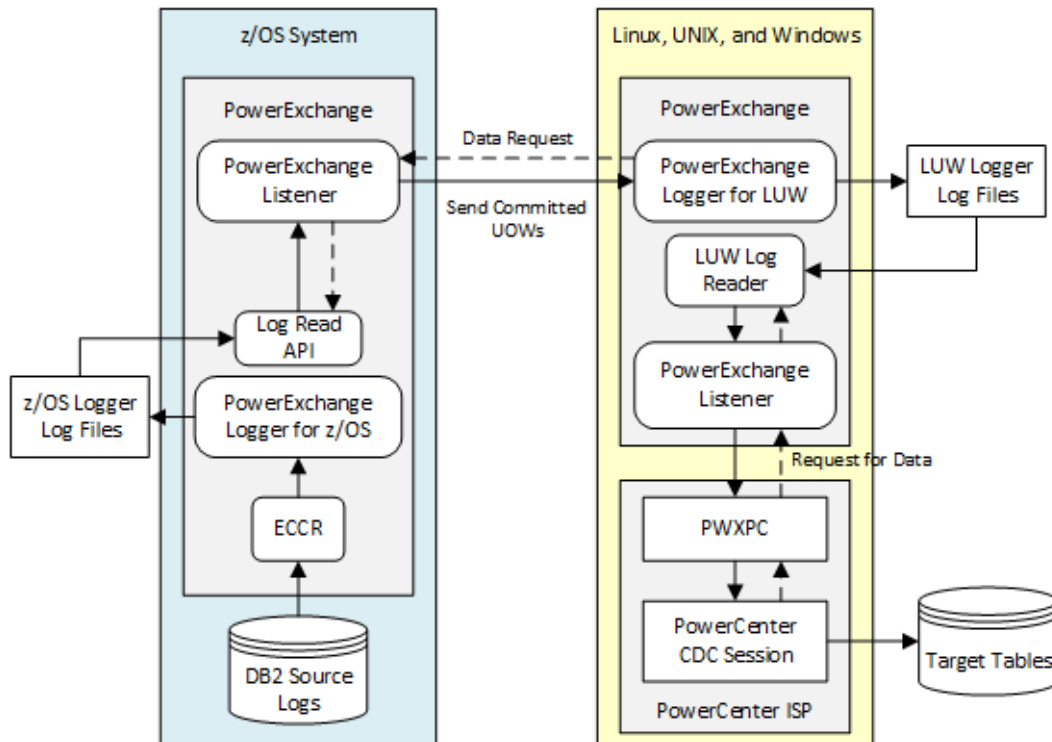 z/OS System
Linux, UNIX, and Windows
PowerExchange
PowerExchange
Listener
Data Request
Send Committed
UOWs
PowerExchange
PowerExchange
Logger for LUW
LUW Logger
Log Files
LUW Log
Reader
Log Read
API
PowerExchange
Listener
z/OS Logger
Log Files
PowerExchange
Logger for z/OS
Request for Data
ECCR
PWXPC
DB2 Source
Logs
PowerCenter
CDC Session
Target Tables
PowerCenter ISP